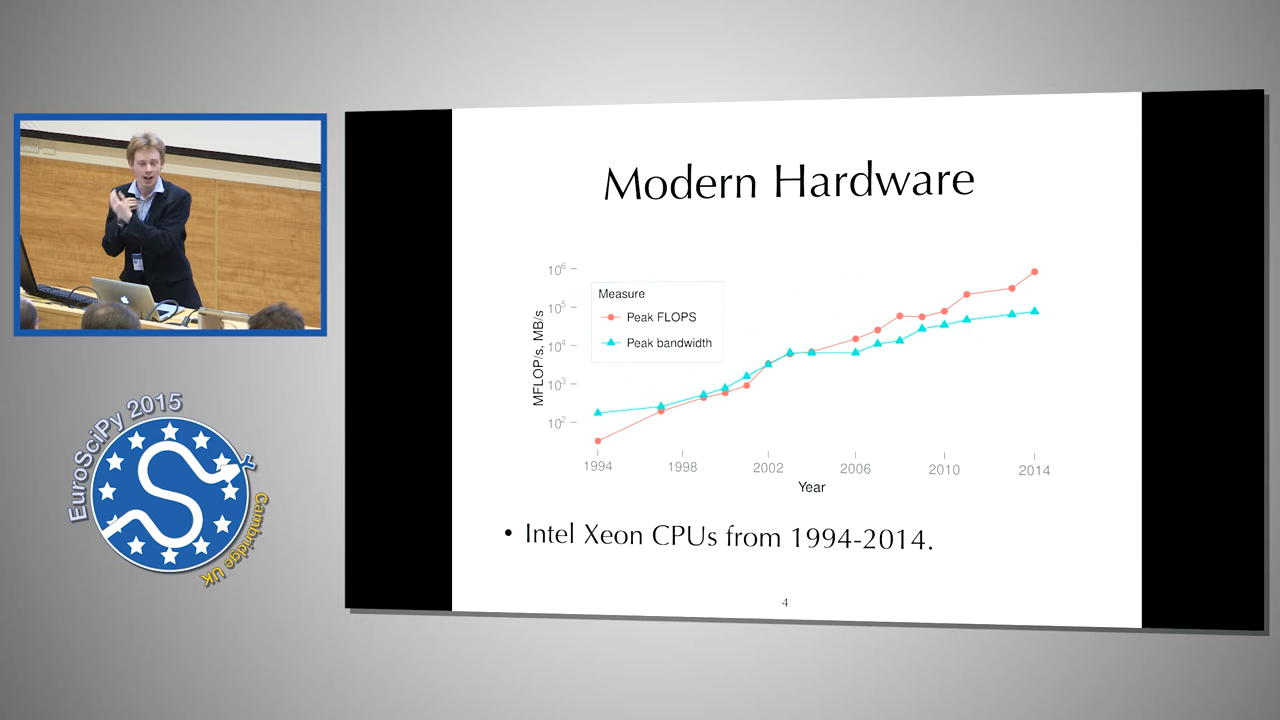 Modern Hardware
10⁶
10⁵
10⁴
10³
10²
MFLOP/s, MB/s
Measure
Peak FLOPS
Peak bandwidth
1994 1998 2002 2006 2010 2014
Year
• Intel Xeon CPUs from 1994-2014.
4
EuroSciPy 2015
Cambridge UK